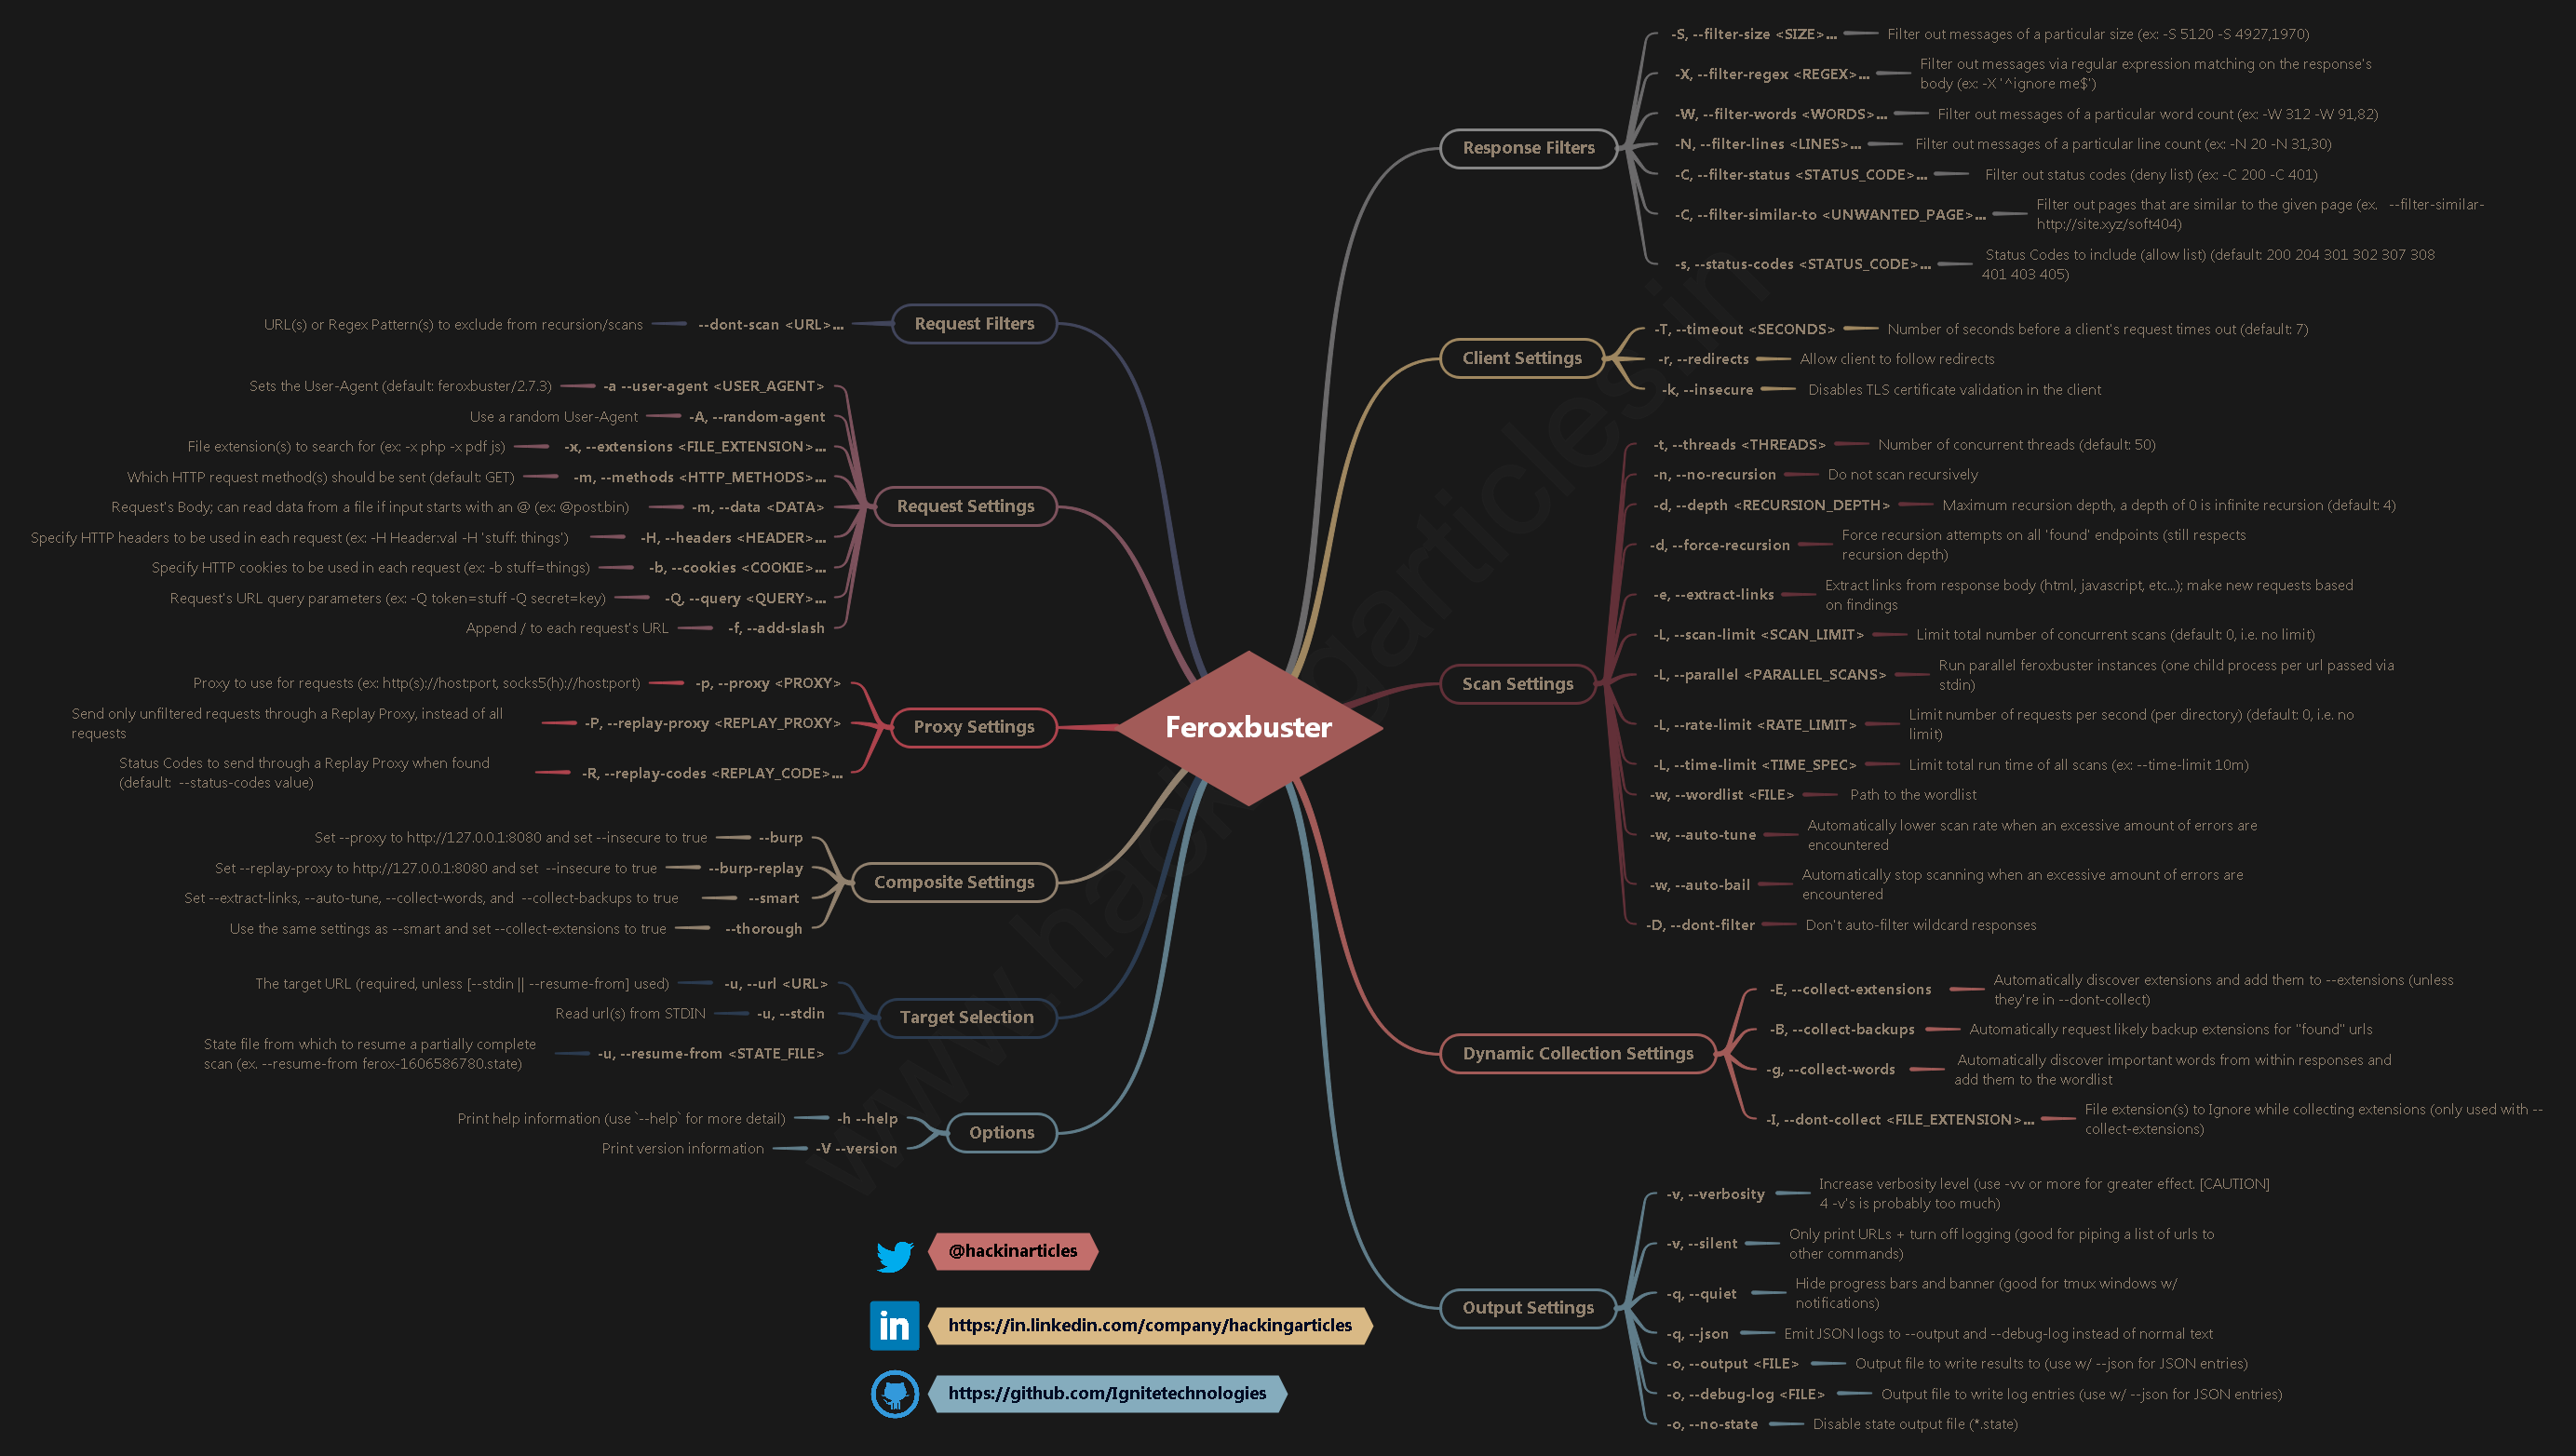 Feroxbuster
Request Filters
--dont-scan <URL>...
URL(s) or Regex Pattern(s) to exclude from recursion/scans
Request Settings
-a --user-agent <USER_AGENT>
Sets the User-Agent (default: feroxbuster/2.7.3)
-A, --random-agent
Use a random User-Agent
-x, --extensions <FILE_EXTENSION>...
File extension(s) to search for (ex: -x php -x pdf js)
-m, --methods <HTTP_METHODS>...
Which HTTP request method(s) should be sent (default: GET)
-m, --data <DATA>
Request's Body; can read data from a file if input starts with an @ (ex: @post.bin)
-H, --headers <HEADER>...
Specify HTTP headers to be used in each request (ex: -H Header:val -H 'stuff: things')
-b, --cookies <COOKIE>...
Specify HTTP cookies to be used in each request (ex: -b stuff=things)
-Q, --query <QUERY>...
Request's URL query parameters (ex: -Q token=stuff -Q secret=key)
-f, --add-slash
Append / to each request's URL
Proxy Settings
-p, --proxy <PROXY>
Proxy to use for requests (ex: http(s)://host:port, socks5(h)://host:port)
-P, --replay-proxy <REPLAY_PROXY>
Send only unfiltered requests through a Replay Proxy, instead of all
requests
-R, --replay-codes <REPLAY_CODE>...
Status Codes to send through a Replay Proxy when found
(default: --status-codes value)
Composite Settings
--burp
Set --proxy to http://127.0.0.1:8080 and set --insecure to true
--burp-replay
Set --replay-proxy to http://127.0.0.1:8080 and set --insecure to true
--smart
Set --extract-links, --auto-tune, --collect-words, and --collect-backups to true
--thorough
Use the same settings as --smart and set --collect-extensions to true
Target Selection
-u, --url <URL>
The target URL (required, unless [--stdin || --resume-from] used)
-u, --stdin
Read url(s) from STDIN
-u, --resume-from <STATE_FILE>
State file from which to resume a partially complete
scan (ex. --resume-from ferox-1606586780.state)
Options
-h --help
Print help information (use `--help` for more detail)
-V --version
Print version information
Response Filters
-S, --filter-size <SIZE>...
Filter out messages of a particular size (ex: -S 5120 -S 4927,1970)
-X, --filter-regex <REGEX>...
Filter out messages via regular expression matching on the response's
body (ex: -X '^ignore me$')
-W, --filter-words <WORDS>...
Filter out messages of a particular word count (ex: -W 312 -W 91,82)
-N, --filter-lines <LINES>...
Filter out messages of a particular line count (ex: -N 20 -N 31,30)
-C, --filter-status <STATUS_CODE>...
Filter out status codes (deny list) (ex: -C 200 -C 401)
-C, --filter-similar-to <UNWANTED_PAGE>...
Filter out pages that are similar to the given page (ex. --filter-similar-
http://site.xyz/soft404)
-s, --status-codes <STATUS_CODE>...
Status Codes to include (allow list) (default: 200 204 301 302 307 308
401 403 405)
Client Settings
-T, --timeout <SECONDS>
Number of seconds before a client's request times out (default: 7)
-r, --redirects
Allow client to follow redirects
-k, --insecure
Disables TLS certificate validation in the client
Scan Settings
-t, --threads <THREADS>
Number of concurrent threads (default: 50)
-n, --no-recursion
Do not scan recursively
-d, --depth <RECURSION_DEPTH>
Maximum recursion depth, a depth of 0 is infinite recursion (default: 4)
-d, --force-recursion
Force recursion attempts on all 'found' endpoints (still respects
recursion depth)
-e, --extract-links
Extract links from response body (html, javascript, etc...); make new requests based
on findings
-L, --scan-limit <SCAN_LIMIT>
Limit total number of concurrent scans (default: 0, i.e. no limit)
-L, --parallel <PARALLEL_SCANS>
Run parallel feroxbuster instances (one child process per url passed via
stdin)
-L, --rate-limit <RATE_LIMIT>
Limit number of requests per second (per directory) (default: 0, i.e. no
limit)
-L, --time-limit <TIME_SPEC>
Limit total run time of all scans (ex: --time-limit 10m)
-w, --wordlist <FILE>
Path to the wordlist
-w, --auto-tune
Automatically lower scan rate when an excessive amount of errors are
encountered
-w, --auto-bail
Automatically stop scanning when an excessive amount of errors are
encountered
-D, --dont-filter
Don't auto-filter wildcard responses
Dynamic Collection Settings
-E, --collect-extensions
Automatically discover extensions and add them to --extensions (unless
they're in --dont-collect)
-B, --collect-backups
Automatically request likely backup extensions for "found" urls
-g, --collect-words
Automatically discover important words from within responses and
add them to the wordlist
-I, --dont-collect <FILE_EXTENSION>...
File extension(s) to Ignore while collecting extensions (only used with --
collect-extensions)
Output Settings
-v, --verbosity
Increase verbosity level (use -vv or more for greater effect. [CAUTION]
4 -v's is probably too much)
-v, --silent
Only print URLs + turn off logging (good for piping a list of urls to
other commands)
-q, --quiet
Hide progress bars and banner (good for tmux windows w/
notifications)
-q, --json
Emit JSON logs to --output and --debug-log instead of normal text
-o, --output <FILE>
Output file to write results to (use w/ --json for JSON entries)
-o, --debug-log <FILE>
Output file to write log entries (use w/ --json for JSON entries)
-o, --no-state
Disable state output file (*.state)
@hackinarticles
in
https://in.linkedin.com/company/hackingarticles
https://github.com/Ignitetechnologies